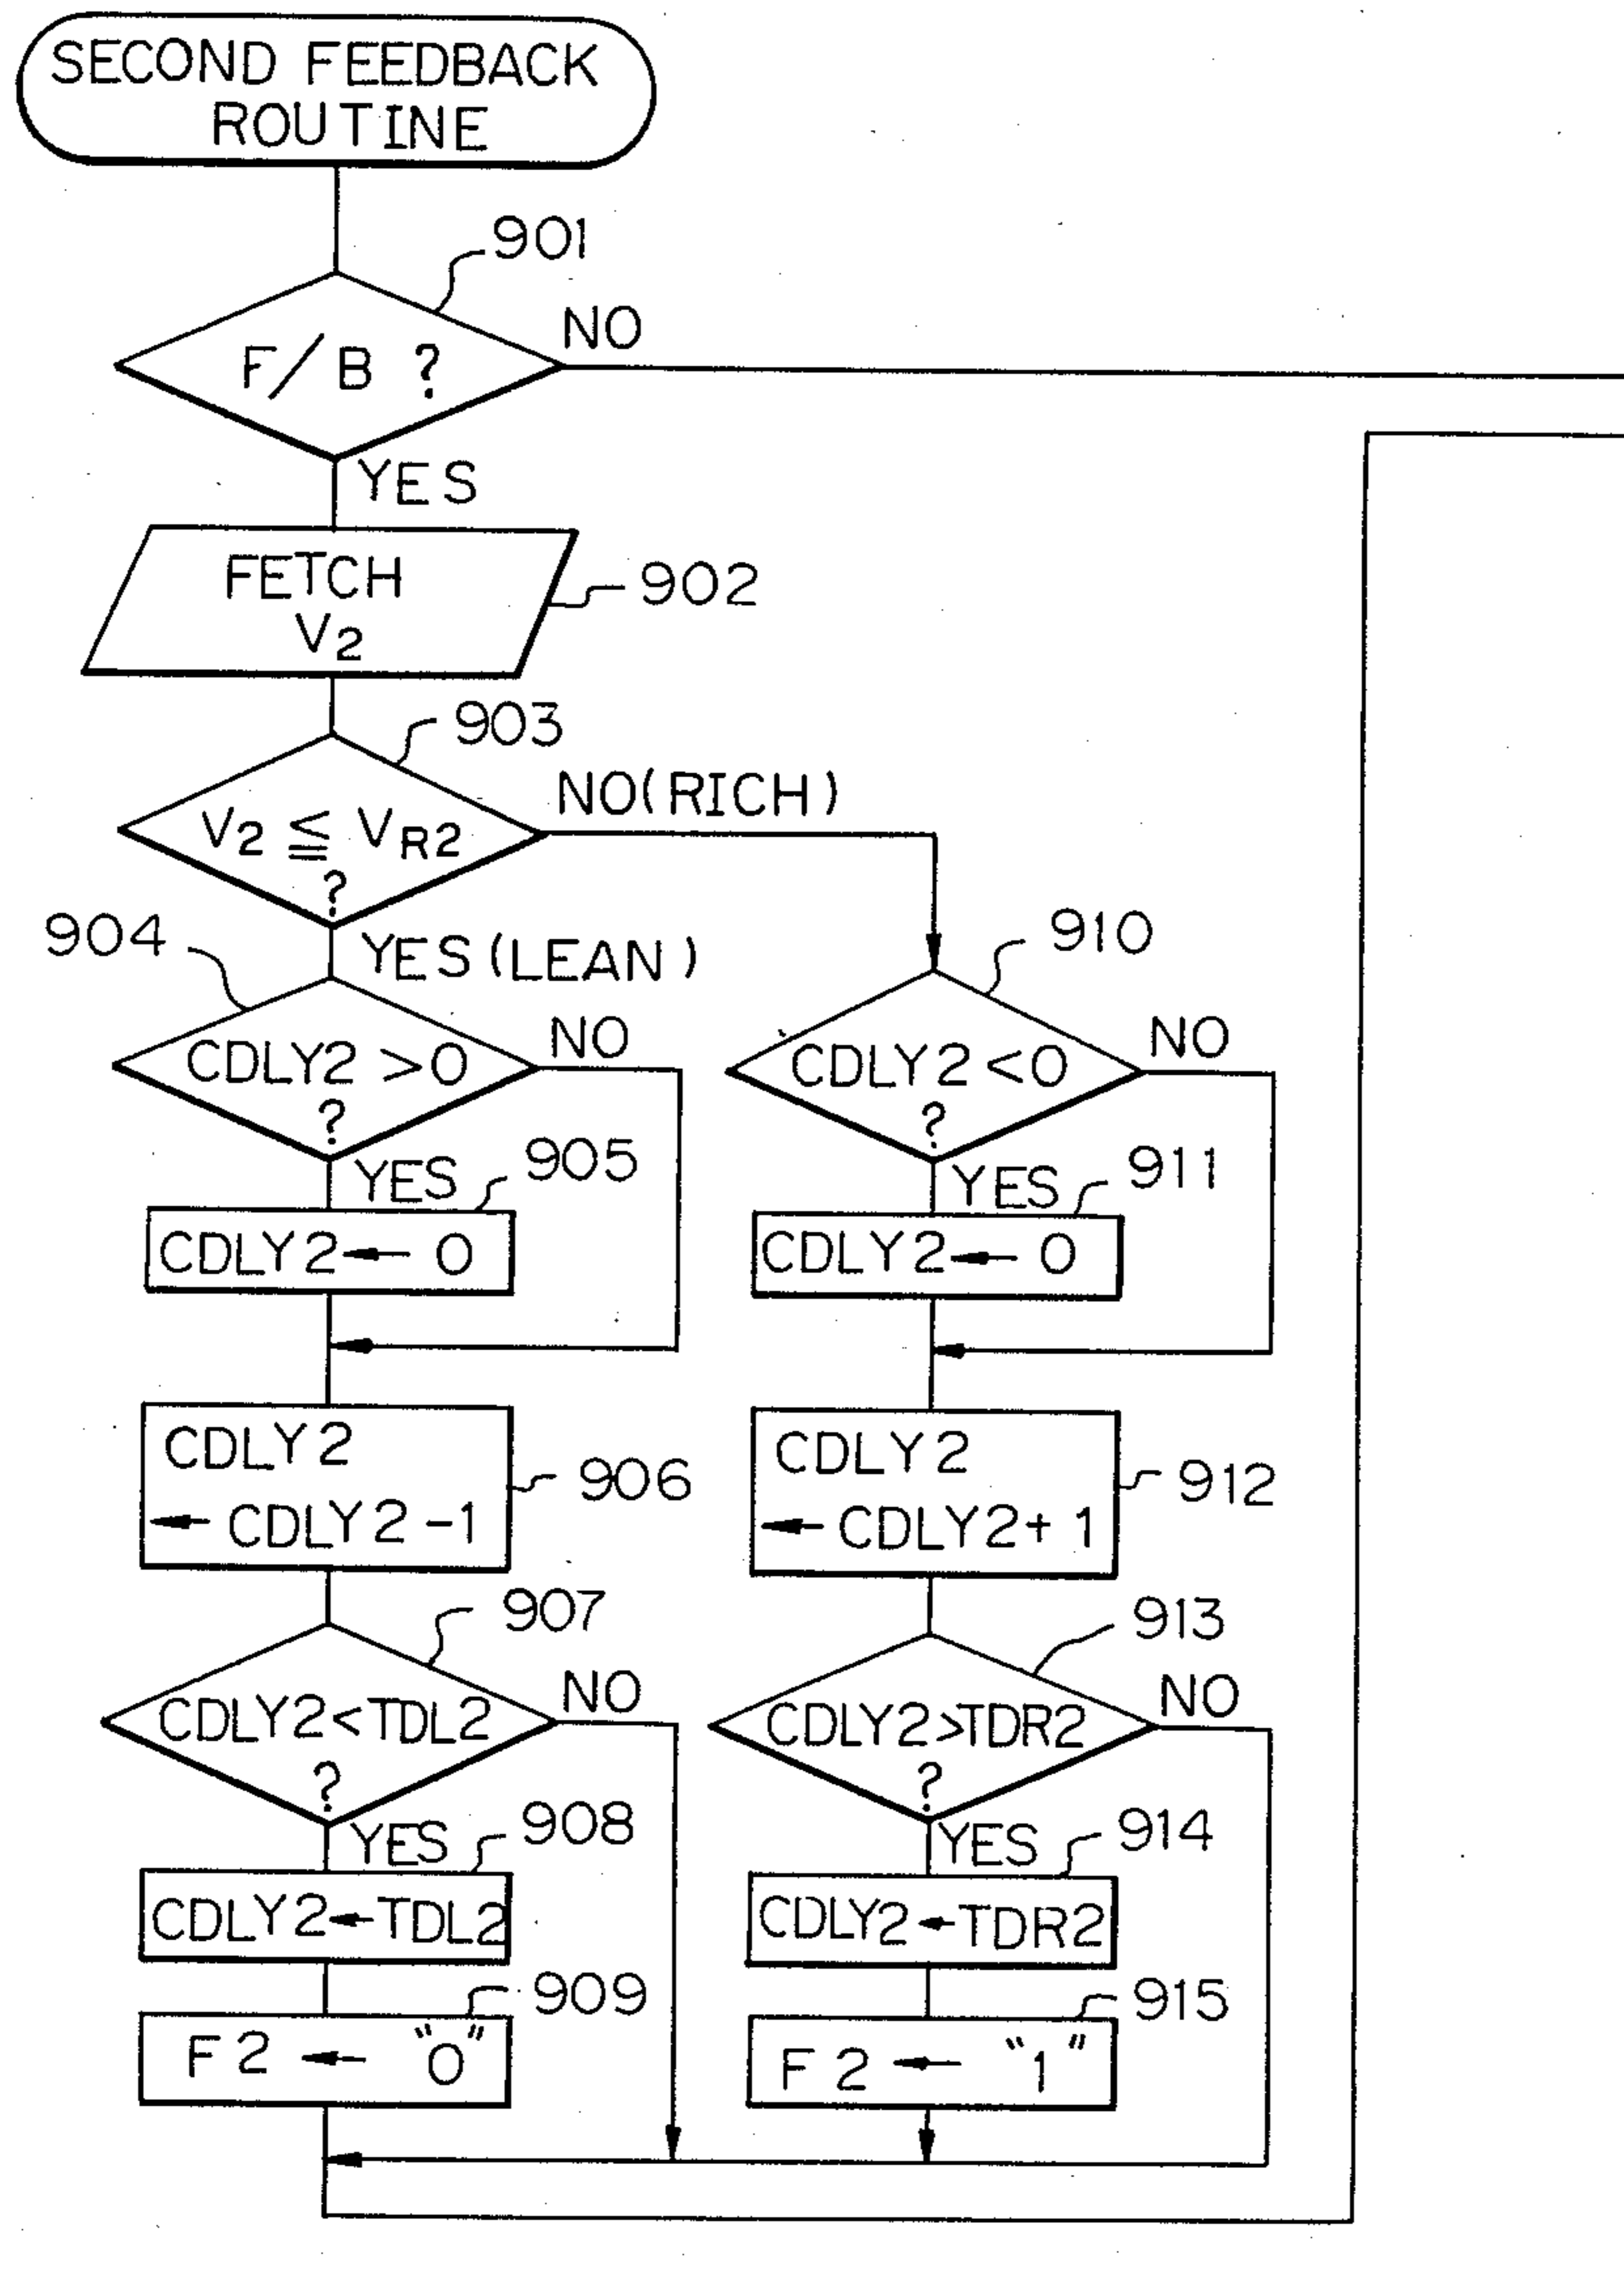 SECOND FEEDBACK
ROUTINE
901
F/B ?
NO
YES
FETCH
V2
902
903
V2 ≦ VR2
?
NO(RICH)
YES(LEAN)
904
CDLY2 >0
?
NO
YES
905
CDLY2 ← 0
CDLY2
← CDLY2 -1
906
907
CDLY2<TDL2
?
NO
YES
908
CDLY2←TDL2
909
F2 ← "0"
910
CDLY2 <0
?
NO
YES
911
CDLY2 ← 0
CDLY2
← CDLY2+ 1
912
913
CDLY2>TDR2
?
NO
YES
914
CDLY2 ←TDR2
915
F2 ← "1"